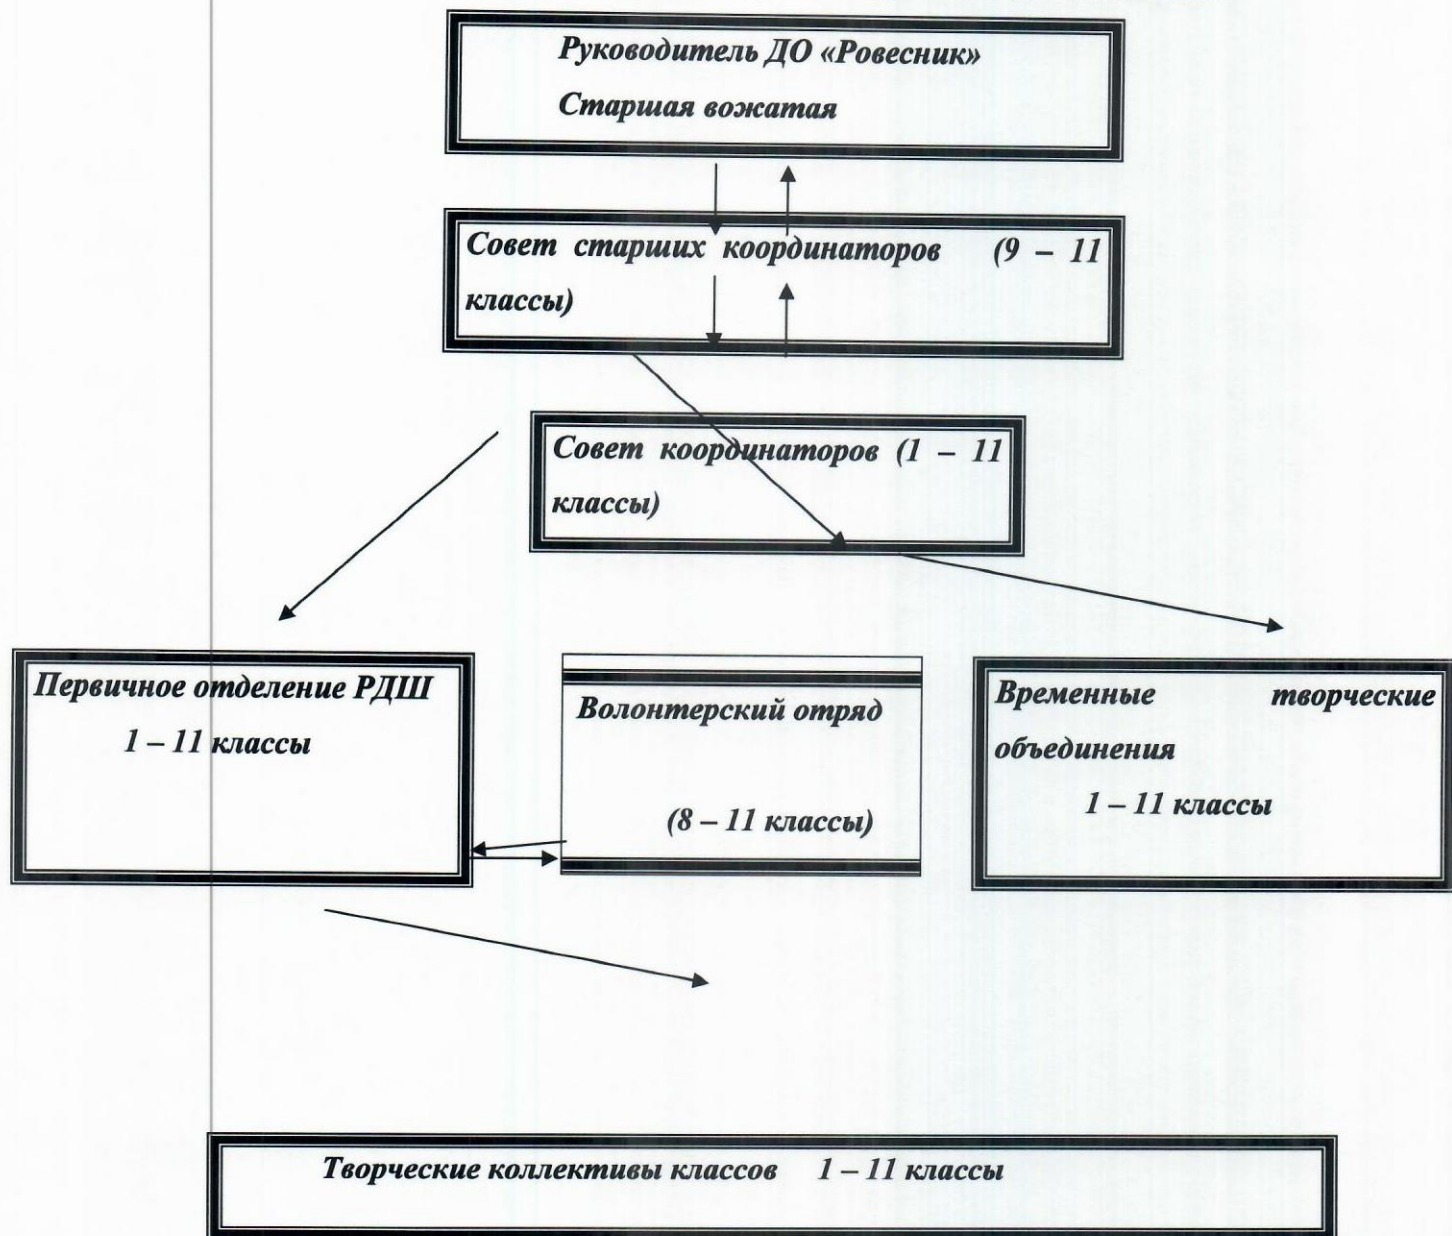 Руководитель ДО «Ровесник»
Старшая вожатая
Совет старших координаторов (9 – 11
классы)
Совет координаторов (1 – 11
классы)
Первичное отделение РДШ
1 – 11 классы
Волонтерский отряд
(8 – 11 классы)
Временные творческие
объединения
1 – 11 классы
Творческие коллективы классов 1 – 11 классы